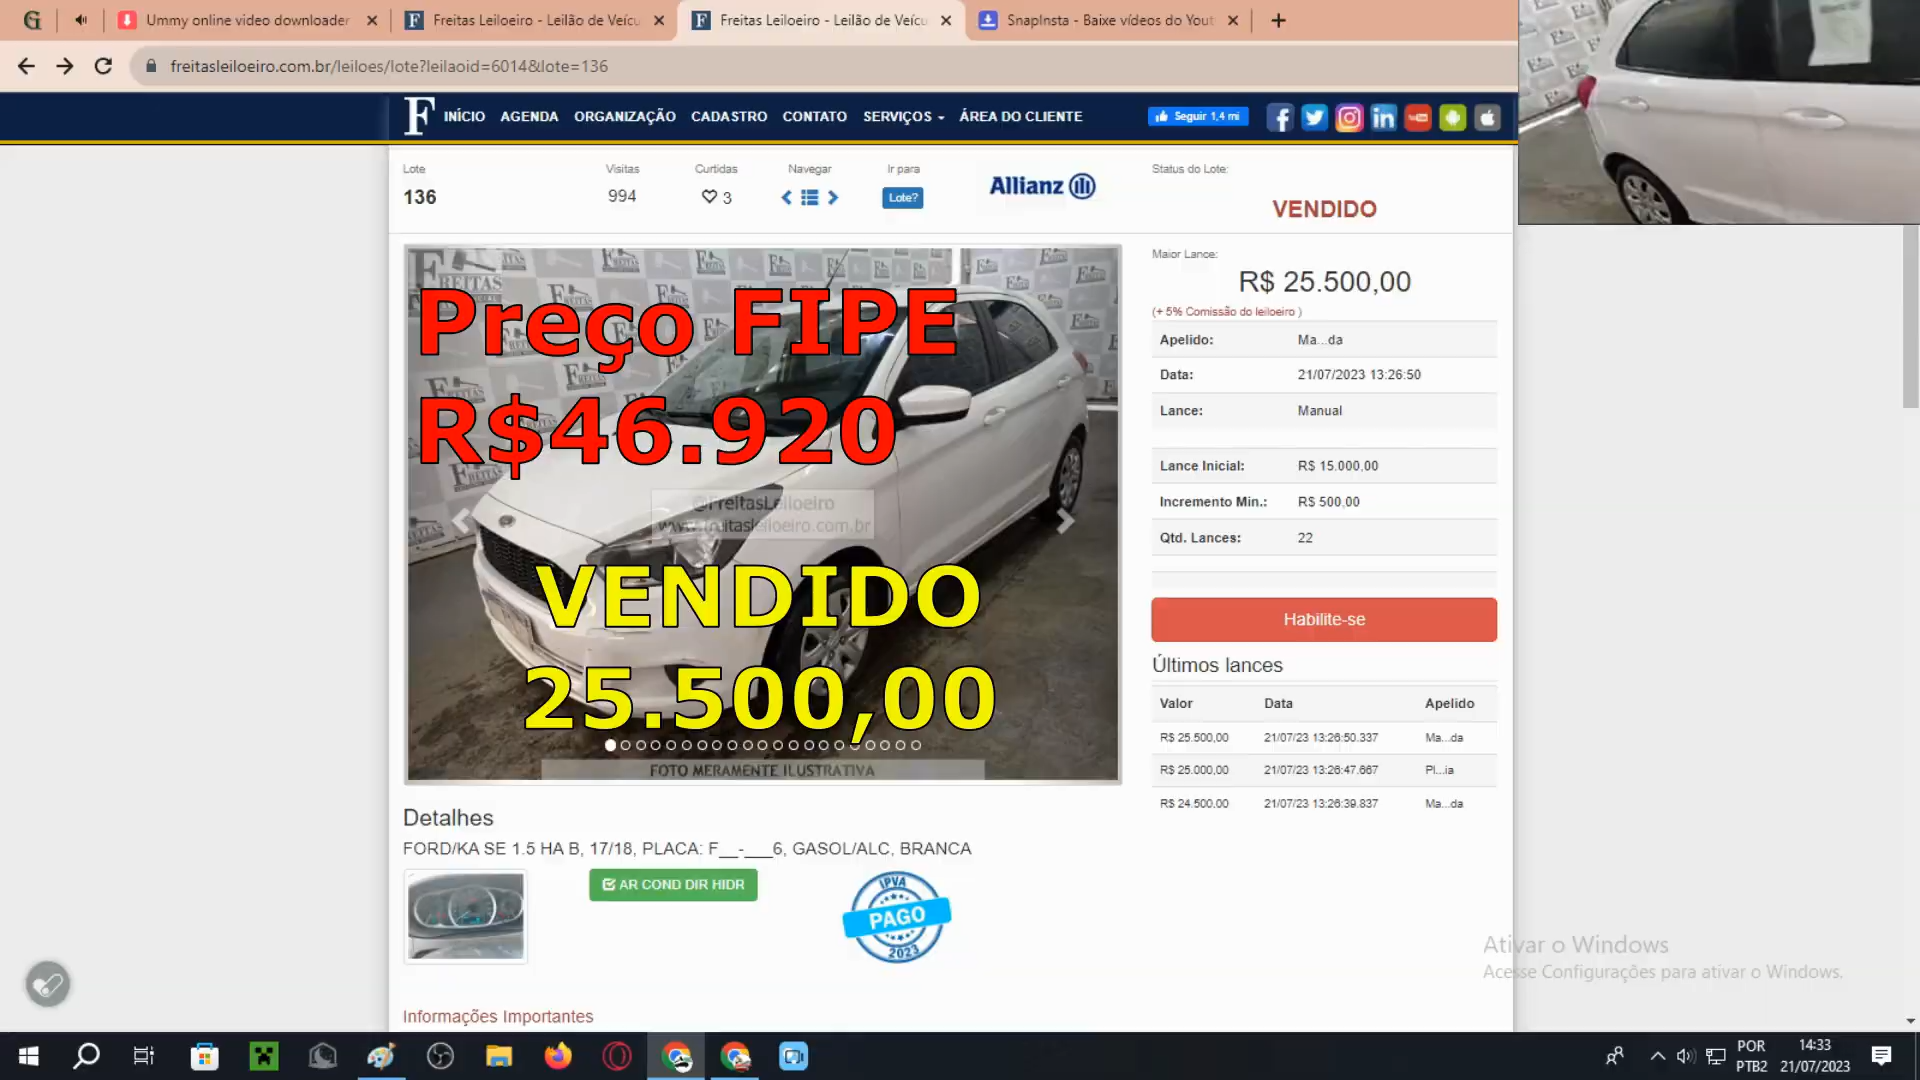 Ummy online video downloader
Freitas Leiloeiro - Leilão de Veícu
Freitas Leiloeiro - Leilão de Veícu
SnapInsta - Baixe vídeos do Yout
freitasleiloeiro.com.br/leiloes/lote?leilaoid=6014&lote=136
F INÍCIO AGENDA ORGANIZAÇÃO CADASTRO CONTATO SERVIÇOS ÁREA DO CLIENTE
Seguir 1,4 mi
Lote
136
Visitas
994
Curtidas
3
Navegar
Ir para
Lote?
Allianz
Status do Lote:
VENDIDO
FREITAS
Preço FIPE
R$46.920
@FreitasLeiloeiro
www.freitasleiloeiro.com.br
VENDIDO
25.500,00
FOTO MERAMENTE ILUSTRATIVA
Maior Lance:
R$ 25.500,00
(+ 5% Comissão do leiloeiro )
Apelido: Ma...da
Data: 21/07/2023 13:26:50
Lance: Manual
Lance Inicial: R$ 15.000,00
Incremento Min.: R$ 500,00
Qtd. Lances: 22
Habilite-se
Últimos lances
Valor Data Apelido
R$ 25.500,00 21/07/23 13:26:50.337 Ma...da
R$ 25.000,00 21/07/23 13:26:47.667 Pl...ia
R$ 24.500,00 21/07/23 13:26:39.837 Ma...da
Detalhes
FORD/KA SE 1.5 HA B, 17/18, PLACA: F__-___6, GASOL/ALC, BRANCA
AR COND DIR HIDR
IPVA
PAGO
2023
Informações Importantes
Ativar o Windows
Acesse Configurações para ativar o Windows.
POR
PTB2
14:33
21/07/2023